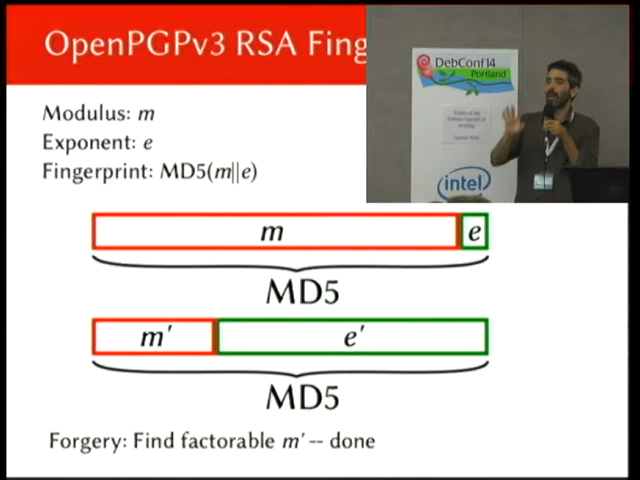 OpenPGPv3 RSA Fing
DebConf14
Portland
Modulus: m
Exponent: e
Fingerprint: MD5(m||e)
intel
m
e
MD5
m′
e′
MD5
Forgery: Find factorable m′ -- done